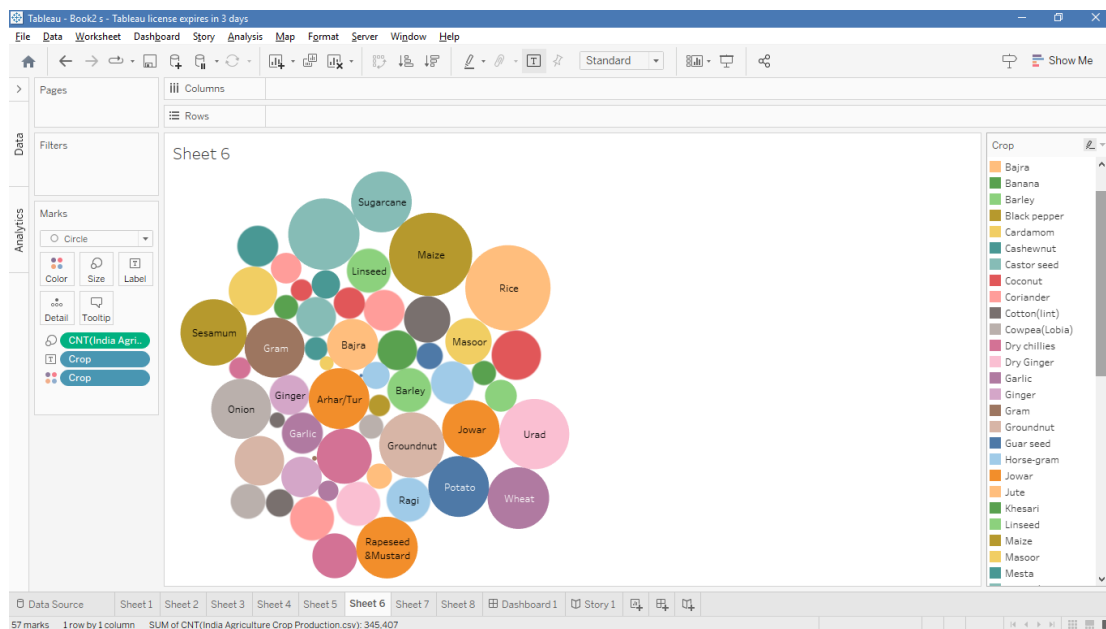 Tableau - Book2 s - Tableau license expires in 3 days
File Data Worksheet Dashboard Story Analysis Map Format Server Window Help
Standard
Show Me
Data
Analytics
Pages
Filters
Marks
Circle
Color Size Label
Detail Tooltip
CNT(India Agri..
Crop
Crop
iii Columns
Rows
Sheet 6
Sugarcane
Maize
Linseed
Rice
Sesamum
Gram
Bajra
Masoor
Ginger
Arhar/Tur
Barley
Onion
Garlic
Groundnut
Jowar
Urad
Ragi
Potato
Wheat
Rapeseed
&Mustard
Crop
Bajra
Banana
Barley
Black pepper
Cardamom
Cashewnut
Castor seed
Coconut
Coriander
Cotton(lint)
Cowpea(Lobia)
Dry chillies
Dry Ginger
Garlic
Ginger
Gram
Groundnut
Guar seed
Horse-gram
Jowar
Jute
Khesari
Linseed
Maize
Masoor
Mesta
Data Source Sheet 1 Sheet 2 Sheet 3 Sheet 4 Sheet 5 Sheet 6 Sheet 7 Sheet 8 Dashboard 1 Story 1
57 marks 1 row by 1 column SUM of CNT(India Agriculture Crop Production.csv): 345,407